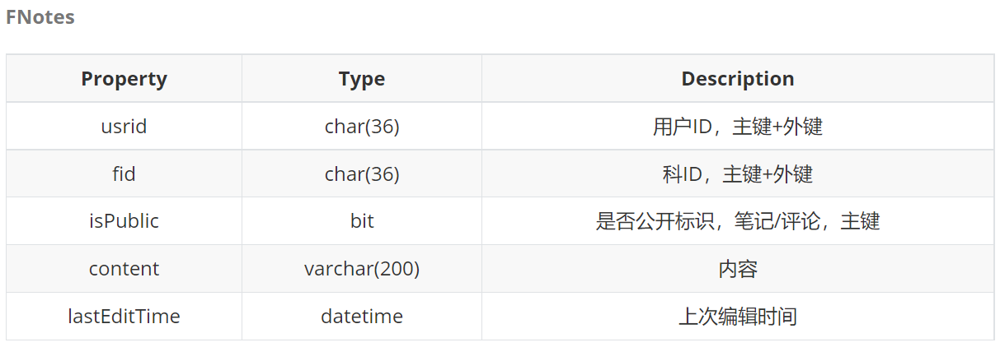 FNotes
Property Type Description
usrid char(36) 用户ID，主键+外键
fid char(36) 科ID，主键+外键
isPublic bit 是否公开标识，笔记/评论，主键
content varchar(200) 内容
lastEditTime datetime 上次编辑时间